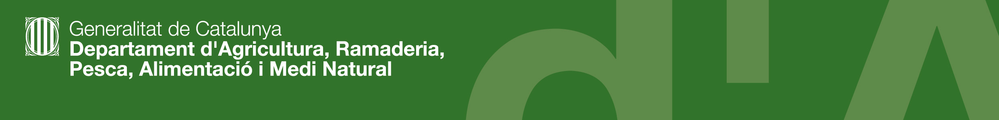 Generalitat de Catalunya
Departament d'Agricultura, Ramaderia,
Pesca, Alimentació i Medi Natural
d'A